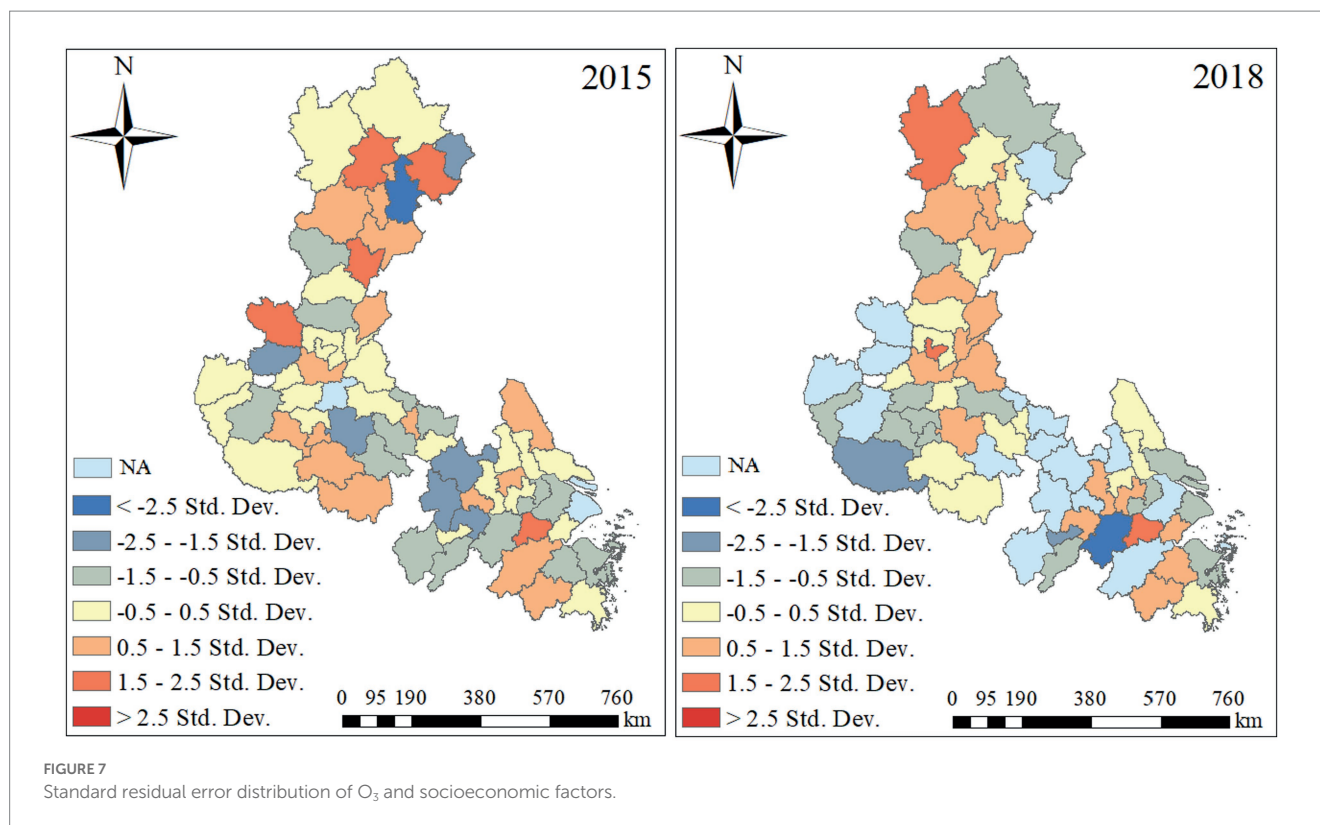 N
2015
NA
< -2.5 Std. Dev.
-2.5 - -1.5 Std. Dev.
-1.5 - -0.5 Std. Dev.
-0.5 - 0.5 Std. Dev.
0.5 - 1.5 Std. Dev.
1.5 - 2.5 Std. Dev.
> 2.5 Std. Dev.
0 95 190 380 570 760
km
N
2018
NA
< -2.5 Std. Dev.
-2.5 - -1.5 Std. Dev.
-1.5 - -0.5 Std. Dev.
-0.5 - 0.5 Std. Dev.
0.5 - 1.5 Std. Dev.
1.5 - 2.5 Std. Dev.
> 2.5 Std. Dev.
0 95 190 380 570 760
km
FIGURE 7
Standard residual error distribution of O₃ and socioeconomic factors.